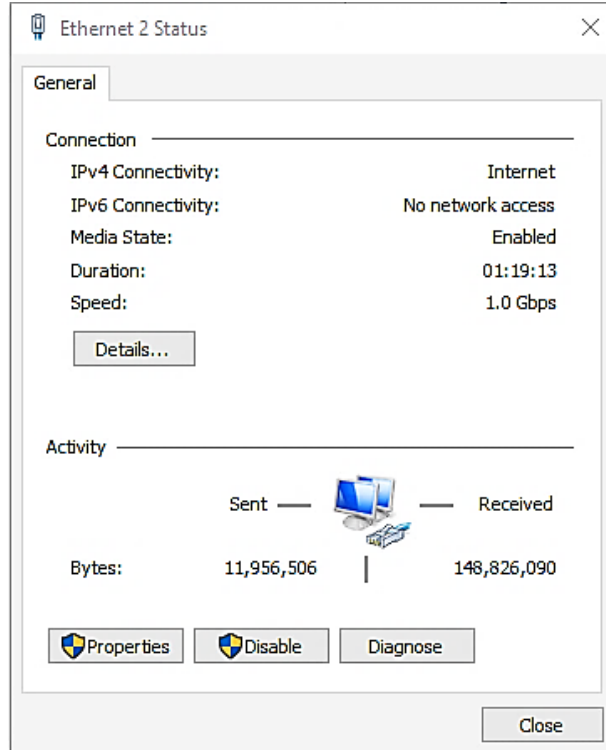 Ethernet 2 Status
General
Connection
IPv4 Connectivity: Internet
IPv6 Connectivity: No network access
Media State: Enabled
Duration: 01:19:13
Speed: 1.0 Gbps
Details...
Activity
Sent Received
Bytes: 11,956,506 148,826,090
Properties Disable Diagnose
Close